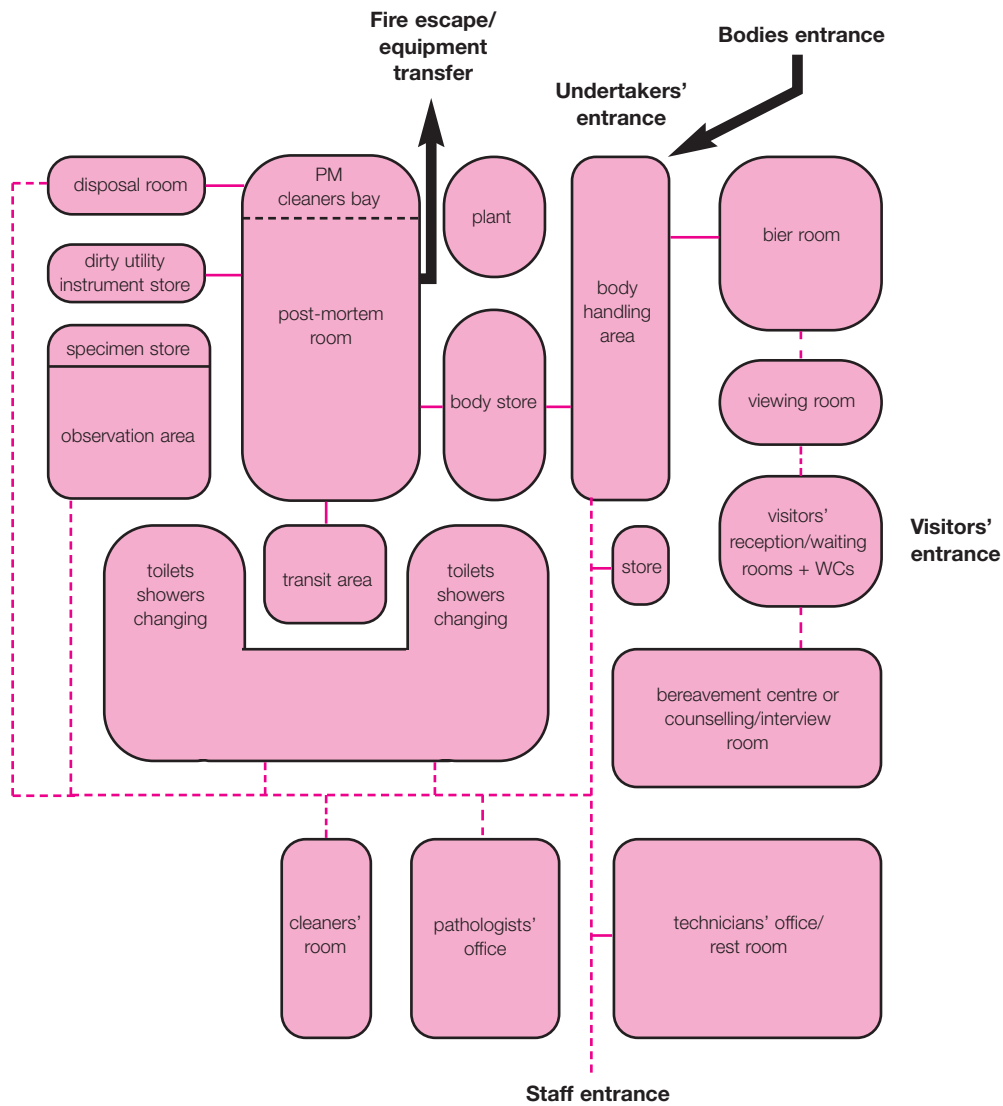 Fire escape/
equipment
transfer
Bodies entrance
Undertakers’
entrance
disposal room
PM
cleaners bay
plant
bier room
dirty utility
instrument store
post-mortem
room
body
handling
area
specimen store
observation area
body store
viewing room
visitors’
reception/waiting
rooms + WCs
Visitors’
entrance
toilets
showers
changing
transit area
toilets
showers
changing
store
bereavement centre or
counselling/interview
room
cleaners’
room
pathologists’
office
technicians’ office/
rest room
Staff entrance